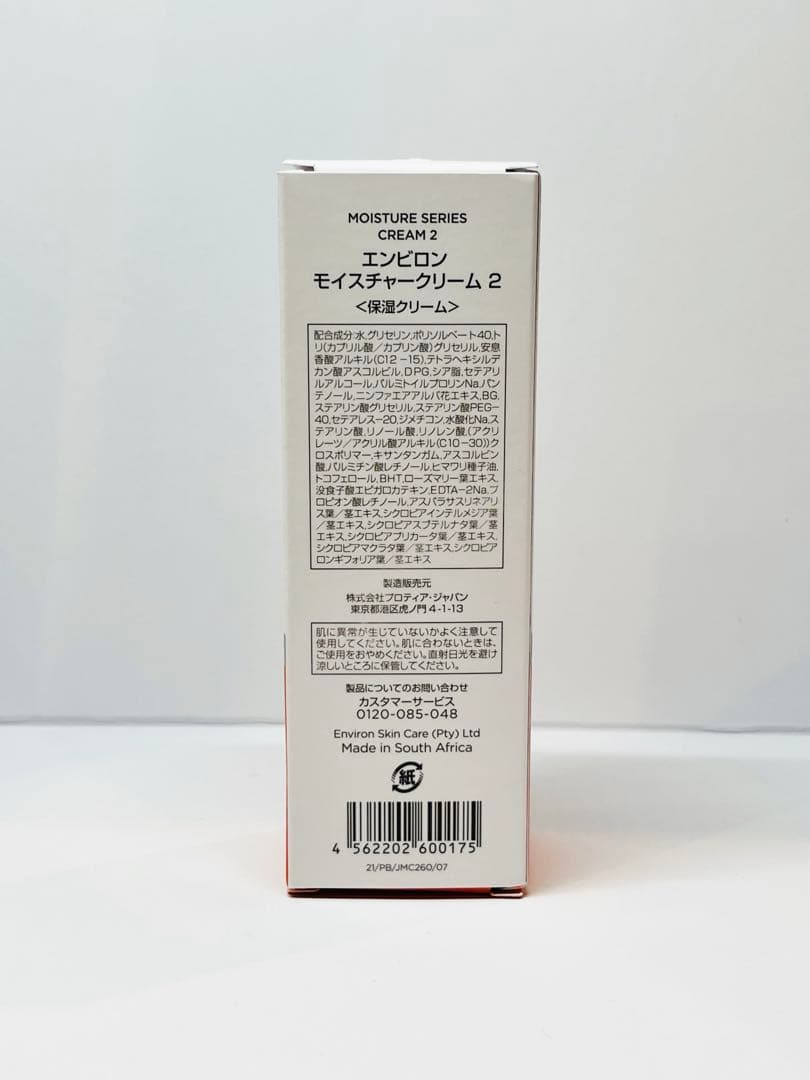 MOISTURE SERIES
CREAM 2
エンビロン
モイスチャークリーム 2
<保湿クリーム>
配合成分:水,グリセリン,ポリソルベート40,ト
リ(カプリル酸/カプリン酸)グリセリル,安息
香酸アルキル(C12-15),テトラヘキシルデ
カン酸アスコルビル,DPG,シア脂,セテアリ
ルアルコール,パルミトイルプロリンNa,パン
テノール,ニンファエアアルバ花エキス,BG,
ステアリン酸グリセリル,ステアリン酸PEG-
40,セテアレス-20,ジメチコン,水酸化Na,ス
テアリン酸,リノール酸,リノレン酸,(アクリ
レーツ/アクリル酸アルキル(C10-30))ク
ロスポリマー,キサンタンガム,アスコルビン
酸,パルミチン酸レチノール,ヒマワリ種子油,
トコフェロール,BHT,ローズマリー葉エキス,
没食子酸エピガロカテキン,EDTA-2Na,プ
ロピオン酸レチノール,アスパラサスリネアリ
ス葉/茎エキス,シクロピアインテルメジア葉
/茎エキス,シクロピアスブテルナタ葉/茎
エキス,シクロピアプリカータ葉/茎エキス,
シクロピアマクラタ葉/茎エキス,シクロピア
ロンギフォリア葉/茎エキス
製造販売元
株式会社プロティア・ジャパン
東京都港区虎ノ門 4-1-13
肌に異常が生じていないかよく注意して
使用してください。肌に合わないときは、
ご使用をおやめください。直射日光を避け
涼しいところに保管してください。
製品についてのお問い合わせ
カスタマーサービス
0120-085-048
Environ Skin Care (Pty) Ltd
Made in South Africa
紙
4 562202 600175
21/PB/JMC260/07